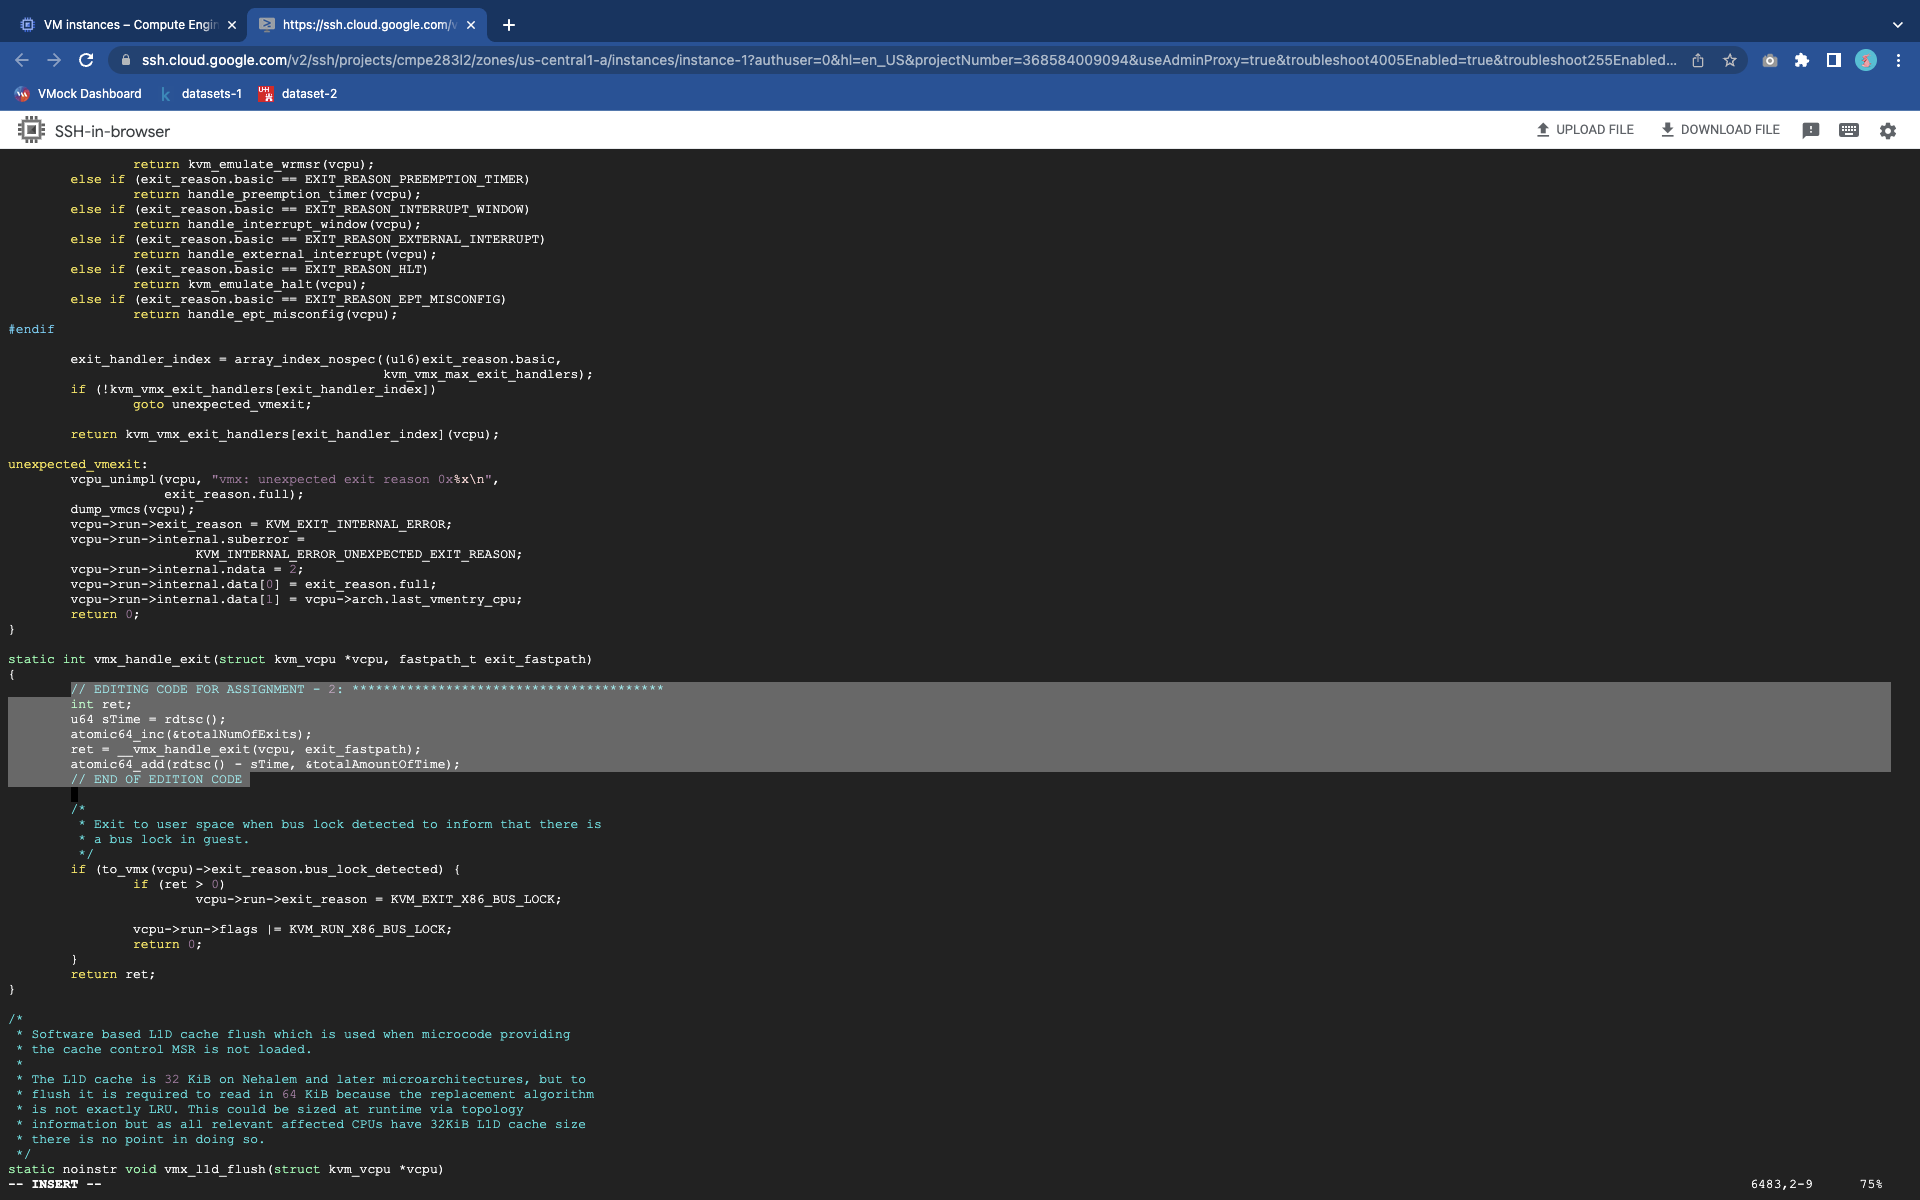 VM instances – Compute Engin
https://ssh.cloud.google.com/v
ssh.cloud.google.com/v2/ssh/projects/cmpe283l2/zones/us-central1-a/instances/instance-1?authuser=0&hl=en_US&projectNumber=368584009094&useAdminProxy=true&troubleshoot4005Enabled=true&troubleshoot255Enabled...
VMock Dashboard datasets-1 dataset-2
SSH-in-browser UPLOAD FILE DOWNLOAD FILE
return kvm_emulate_wrmsr(vcpu);
else if (exit_reason.basic == EXIT_REASON_PREEMPTION_TIMER)
return handle_preemption_timer(vcpu);
else if (exit_reason.basic == EXIT_REASON_INTERRUPT_WINDOW)
return handle_interrupt_window(vcpu);
else if (exit_reason.basic == EXIT_REASON_EXTERNAL_INTERRUPT)
return handle_external_interrupt(vcpu);
else if (exit_reason.basic == EXIT_REASON_HLT)
return kvm_emulate_halt(vcpu);
else if (exit_reason.basic == EXIT_REASON_EPT_MISCONFIG)
return handle_ept_misconfig(vcpu);
#endif
exit_handler_index = array_index_nospec((u16)exit_reason.basic,
kvm_vmx_max_exit_handlers);
if (!kvm_vmx_exit_handlers[exit_handler_index])
goto unexpected_vmexit;
return kvm_vmx_exit_handlers[exit_handler_index](vcpu);
unexpected_vmexit:
vcpu_unimpl(vcpu, "vmx: unexpected exit reason 0x%x\n",
exit_reason.full);
dump_vmcs(vcpu);
vcpu->run->exit_reason = KVM_EXIT_INTERNAL_ERROR;
vcpu->run->internal.suberror =
KVM_INTERNAL_ERROR_UNEXPECTED_EXIT_REASON;
vcpu->run->internal.ndata = 2;
vcpu->run->internal.data[0] = exit_reason.full;
vcpu->run->internal.data[1] = vcpu->arch.last_vmentry_cpu;
return 0;
}
static int vmx_handle_exit(struct kvm_vcpu *vcpu, fastpath_t exit_fastpath)
{
// EDITING CODE FOR ASSIGNMENT - 2: ****************************************
int ret;
u64 sTime = rdtsc();
atomic64_inc(&totalNumOfExits);
ret = __vmx_handle_exit(vcpu, exit_fastpath);
atomic64_add(rdtsc() - sTime, &totalAmountOfTime);
// END OF EDITION CODE
/*
* Exit to user space when bus lock detected to inform that there is
* a bus lock in guest.
*/
if (to_vmx(vcpu)->exit_reason.bus_lock_detected) {
if (ret > 0)
vcpu->run->exit_reason = KVM_EXIT_X86_BUS_LOCK;
vcpu->run->flags |= KVM_RUN_X86_BUS_LOCK;
return 0;
}
return ret;
}
/*
* Software based L1D cache flush which is used when microcode providing
* the cache control MSR is not loaded.
*
* The L1D cache is 32 KiB on Nehalem and later microarchitectures, but to
* flush it is required to read in 64 KiB because the replacement algorithm
* is not exactly LRU. This could be sized at runtime via topology
* information but as all relevant affected CPUs have 32KiB L1D cache size
* there is no point in doing so.
*/
static noinstr void vmx_l1d_flush(struct kvm_vcpu *vcpu)
-- INSERT -- 6483,2-9 75%